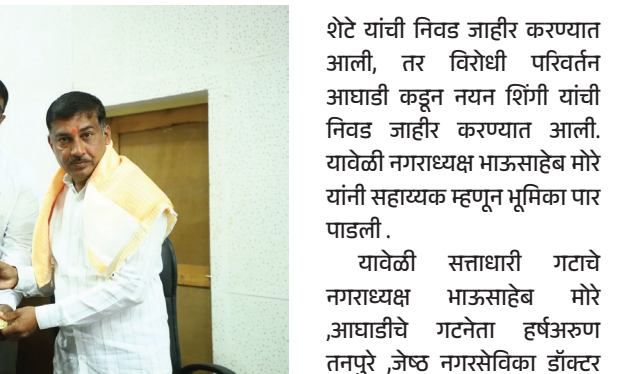 शेटे यांची निवड जाहीर करण्यात
आली, तर विरोधी परिवर्तन
आघाडी कडून नयन शिंगी यांची
निवड जाहीर करण्यात आली.
यावेळी नगराध्यक्ष भाऊसाहेब मोरे
यांनी सहाय्यक म्हणून भूमिका पार
पाडली .
यावेळी सत्ताधारी गटाचे
नगराध्यक्ष भाऊसाहेब मोरे
,आघाडीचे गटनेता हर्षअरुण
तनपुरे ,जेष्ठ नगरसेविका डॉक्टर